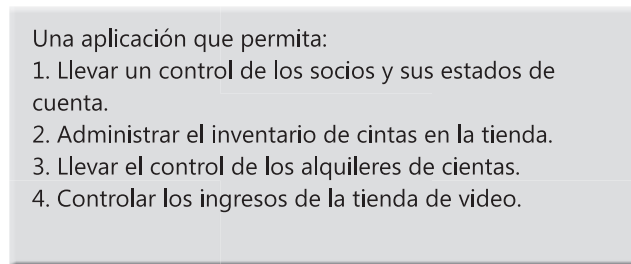 Una aplicación que permita:
1. Llevar un control de los socios y sus estados de
cuenta.
2. Administrar el inventario de cintas en la tienda.
3. Llevar el control de los alquileres de cientas.
4. Controlar los ingresos de la tienda de video.